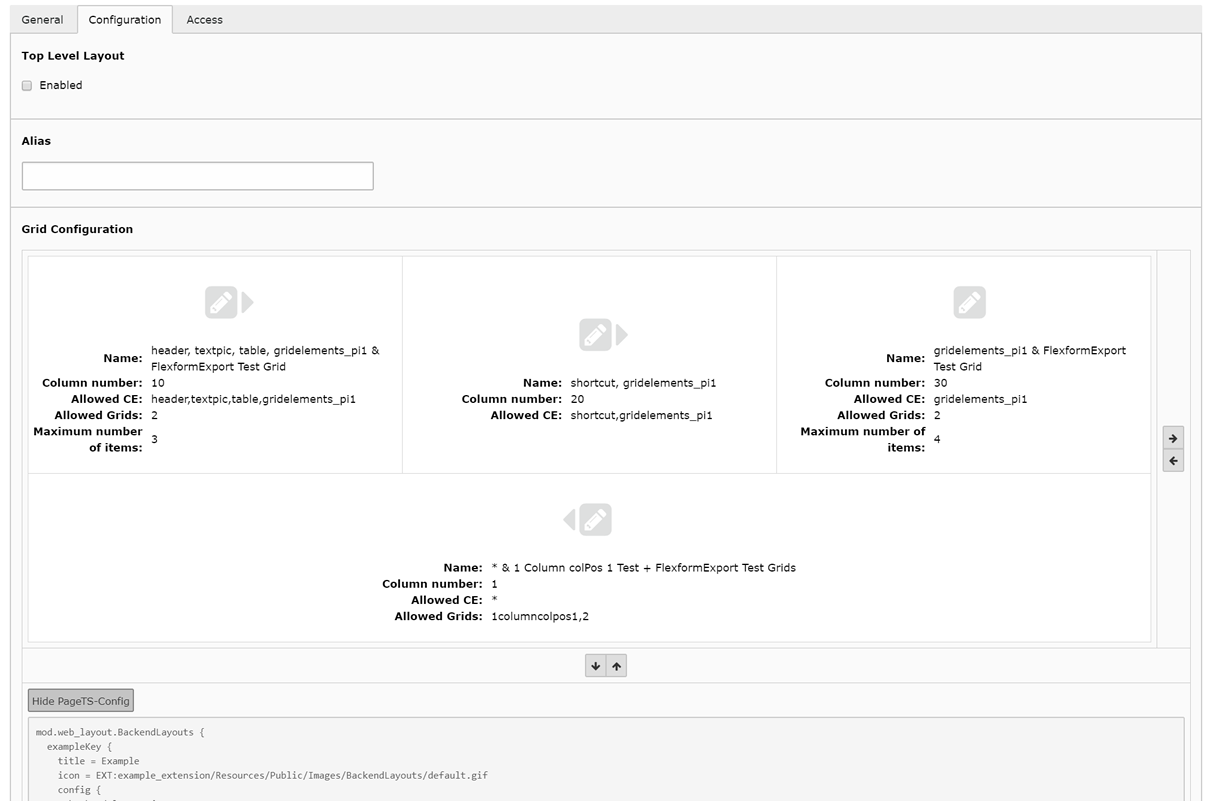 General Configuration Access
Top Level Layout
Enabled
Alias
Grid Configuration
Name: header, textpic, table, gridelements_pi1 &
FlexformExport Test Grid
Column number: 10
Allowed CE: header,textpic,table,gridelements_pi1
Allowed Grids: 2
Maximum number
of items: 3
Name: shortcut, gridelements_pi1
Column number: 20
Allowed CE: shortcut,gridelements_pi1
Name: gridelements_pi1 & FlexformExport
Test Grid
Column number: 30
Allowed CE: gridelements_pi1
Allowed Grids: 2
Maximum number of
items: 4
Name: * & 1 Column colPos 1 Test + FlexformExport Test Grids
Column number: 1
Allowed CE: *
Allowed Grids: 1columncolpos1,2
Hide PageTS-Config
mod.web_layout.BackendLayouts {
exampleKey {
title = Example
icon = EXT:example_extension/Resources/Public/Images/BackendLayouts/default.gif
config {